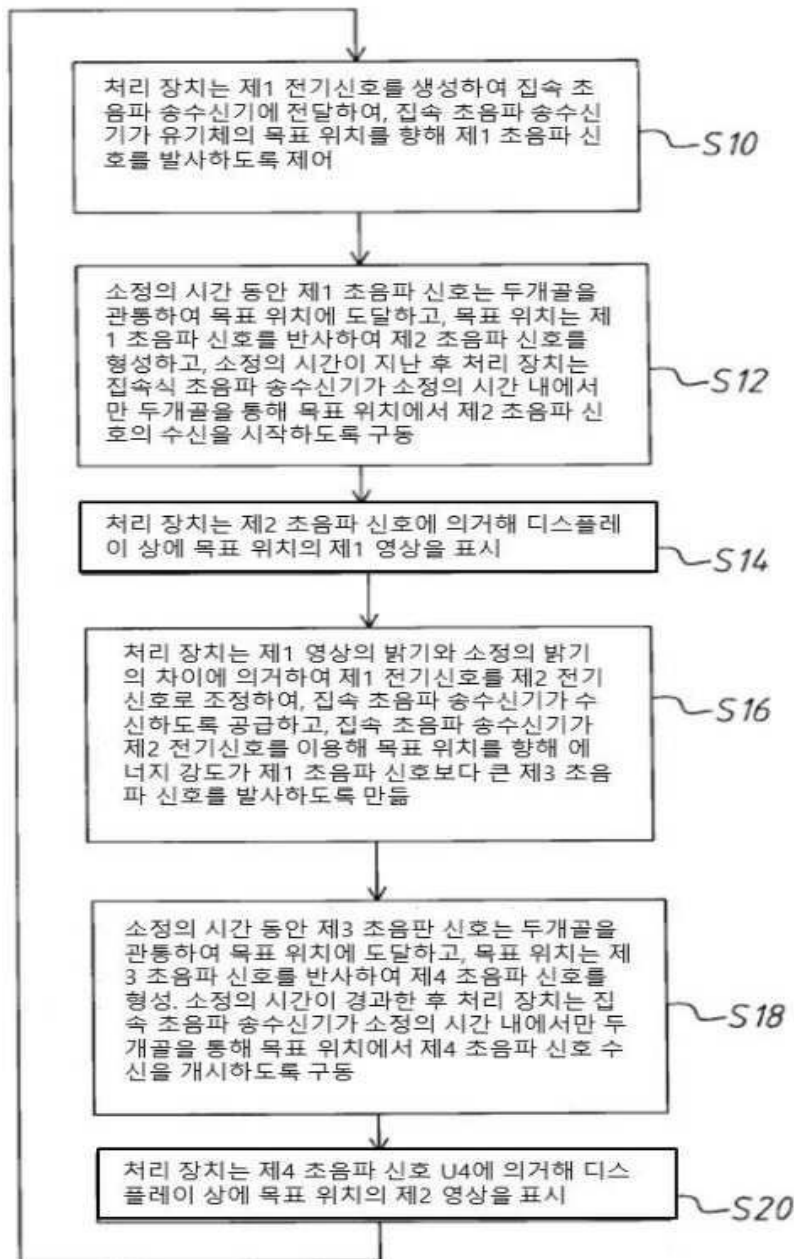 처리 장치는 제1 전기신호를 생성하여 집속 초
음파 송수신기에 전달하여, 집속 초음파 송수신
기가 유기체의 목표 위치를 향해 제1 초음파 신
호를 발사하도록 제어
S10
소정의 시간 동안 제1 초음파 신호는 두개골을
관통하여 목표 위치에 도달하고, 목표 위치는 제
1 초음파 신호를 반사하여 제2 초음파 신호를
형성하고, 소정의 시간이 지난 후 처리 장치는
집속식 초음파 송수신기가 소정의 시간 내에서
만 두개골을 통해 목표 위치에서 제2 초음파 신
호의 수신을 시작하도록 구동
S12
처리 장치는 제2 초음파 신호에 의거해 디스플레
이 상에 목표 위치의 제1 영상을 표시
S14
처리 장치는 제1 영상의 밝기와 소정의 밝기
의 차이에 의거하여 제1 전기신호를 제2 전기
신호로 조정하여, 집속 초음파 송수신기가 수
신하도록 공급하고, 집속 초음파 송수신기가
제2 전기신호를 이용해 목표 위치를 향해 에
너지 강도가 제1 초음파 신호보다 큰 제3 초음
파 신호를 발사하도록 만듦
S16
소정의 시간 동안 제3 초음판 신호는 두개골을
관통하여 목표 위치에 도달하고, 목표 위치는 제
3 초음파 신호를 반사하여 제4 초음파 신호를
형성. 소정의 시간이 경과한 후 처리 장치는 집
속 초음파 송수신기가 소정의 시간 내에서만 두
개골을 통해 목표 위치에서 제4 초음파 신호 수
신을 개시하도록 구동
S18
처리 장치는 제4 초음파 신호 U4에 의거해 디스
플레이 상에 목표 위치의 제2 영상을 표시
S20